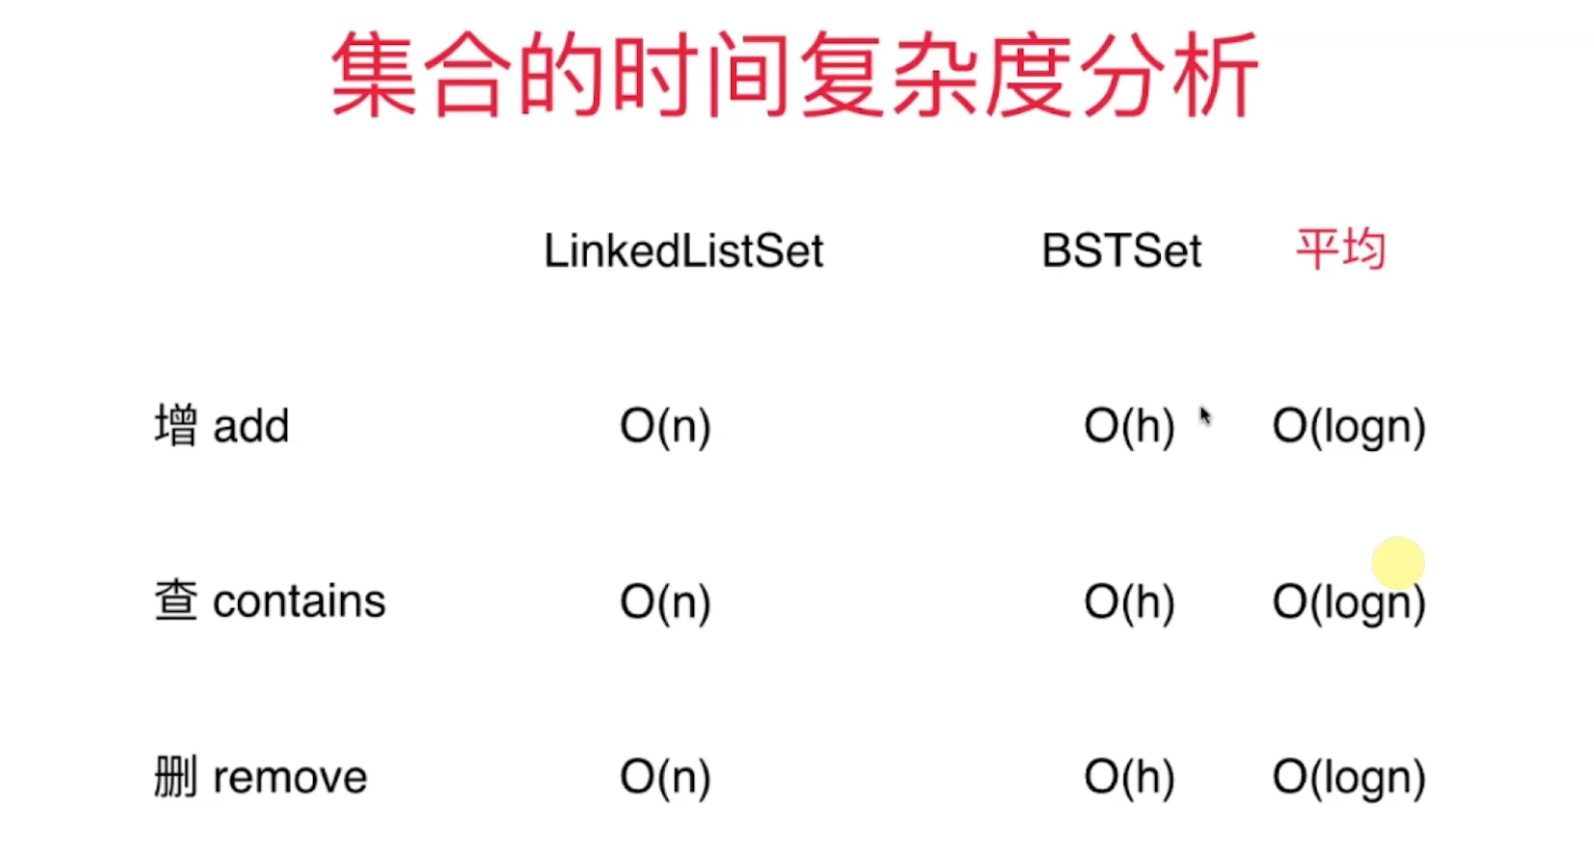 集合的时间复杂度分析
LinkedListSet BSTSet 平均
增 add O(n) O(h) O(logn)
查 contains O(n) O(h) O(logn)
删 remove O(n) O(h) O(logn)